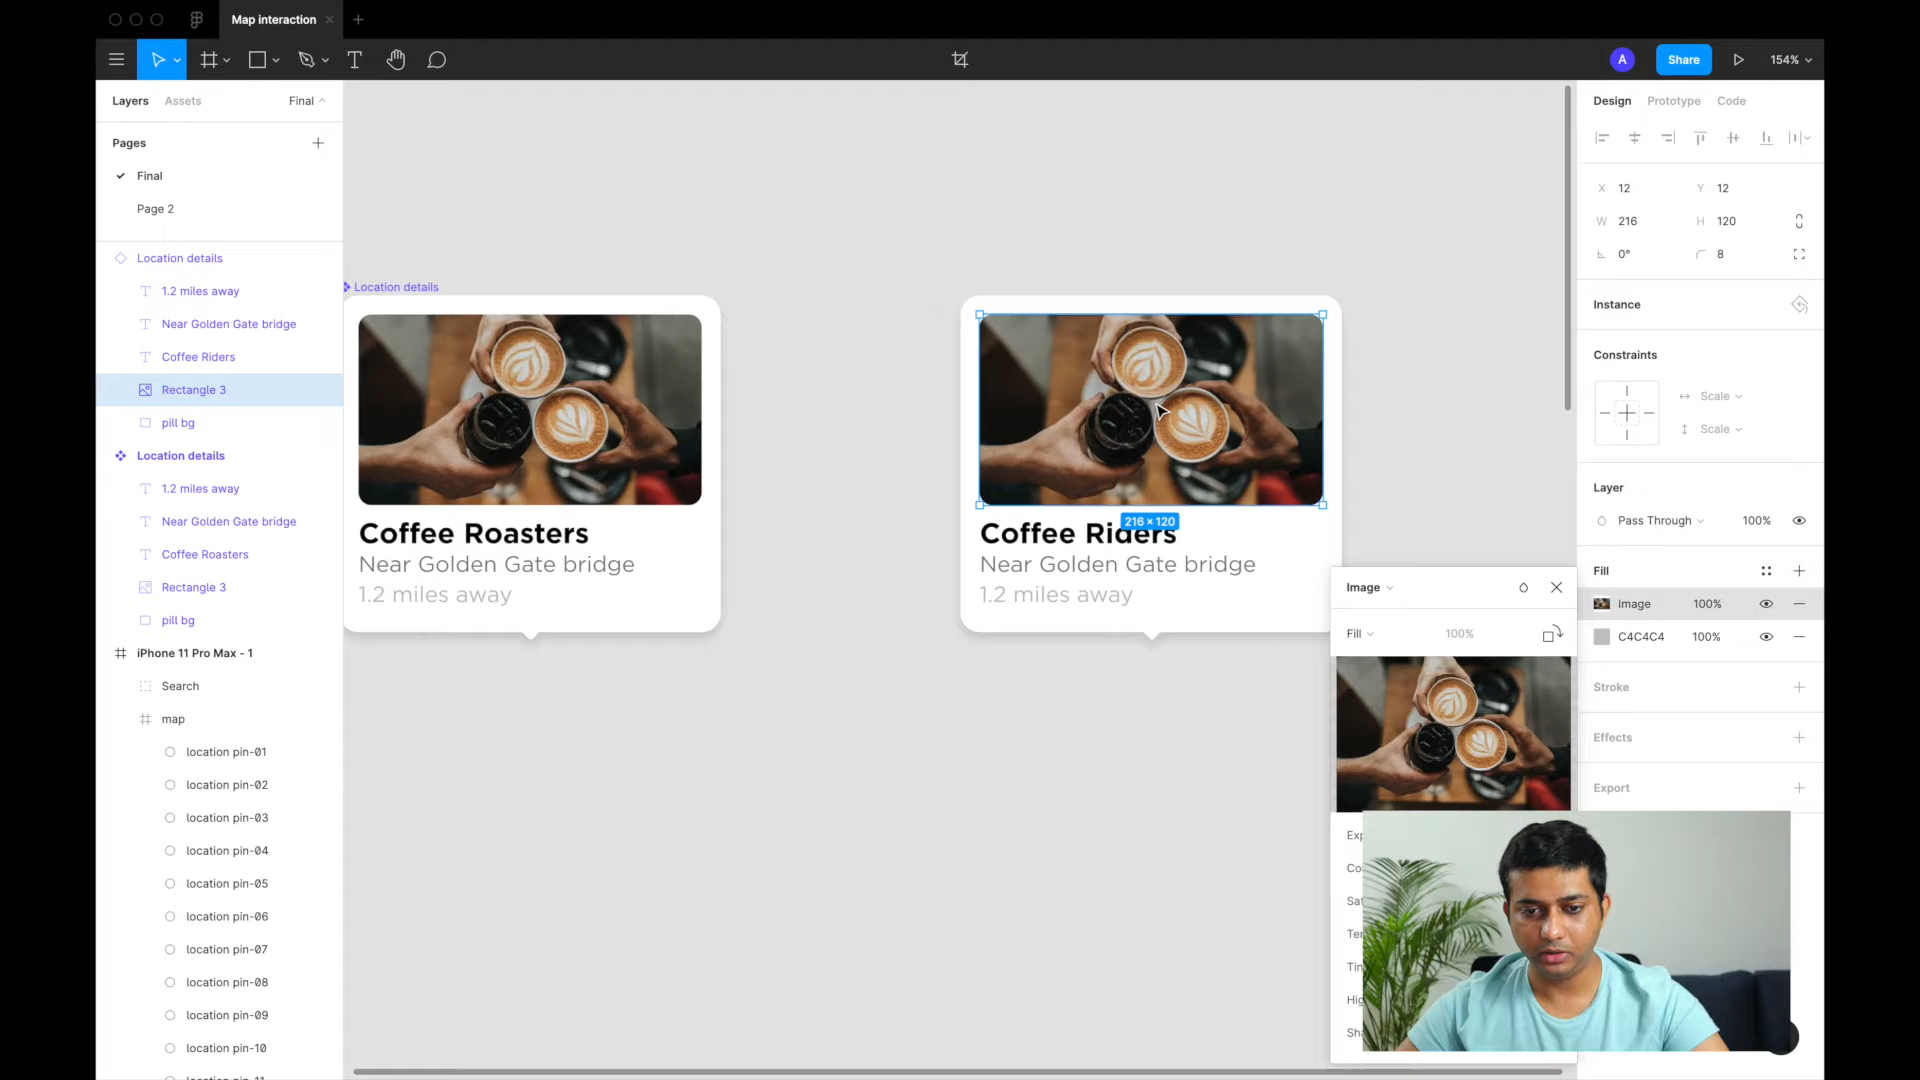 Map interaction
A
Share
154%
Layers
Assets
Final
Pages
Final
Page 2
Location details
1.2 miles away
Near Golden Gate bridge
Coffee Riders
Rectangle 3
pill bg
Location details
1.2 miles away
Near Golden Gate bridge
Coffee Roasters
Rectangle 3
pill bg
iPhone 11 Pro Max - 1
Search
map
location pin-01
location pin-02
location pin-03
location pin-04
location pin-05
location pin-06
location pin-07
location pin-08
location pin-09
location pin-10
Location details
Coffee Roasters
Near Golden Gate bridge
1.2 miles away
216 × 120
Coffee Riders
Near Golden Gate bridge
1.2 miles away
Image
Fill
100%
Design
Prototype
Code
X 12
Y 12
W 216
H 120
0°
8
Instance
Constraints
Scale
Scale
Layer
Pass Through
100%
Fill
Image
100%
C4C4C4
100%
Stroke
Effects
Export